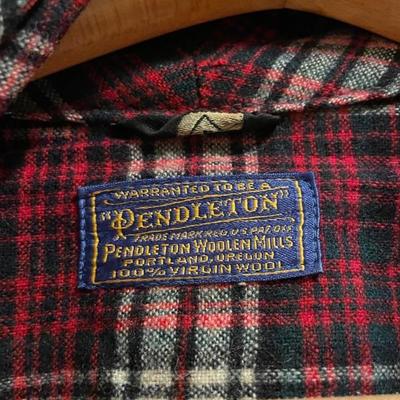 WARRANTED TO BE A
"PENDLETON"
TRADE MARK REG. U.S. PAT. OFF.
PENDLETON WOOLEN MILLS
PORTLAND, OREGON
100% VIRGIN WOOL